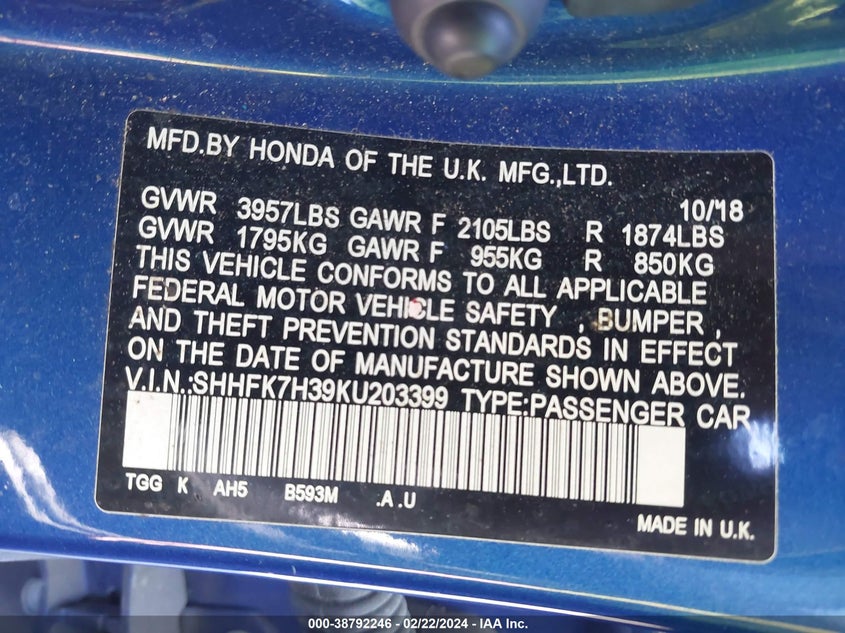 MFD.BY HONDA OF THE U.K. MFG.,LTD.
10/18
GVWR 3957LBS GAWR F 2105LBS R 1874LBS
GVWR 1795KG GAWR F 955KG R 850KG
THIS VEHICLE CONFORMS TO ALL APPLICABLE
FEDERAL MOTOR VEHICLE SAFETY , BUMPER ,
AND THEFT PREVENTION STANDARDS IN EFFECT
ON THE DATE OF MANUFACTURE SHOWN ABOVE.
V.I.N.:SHHFK7H39KU203399 TYPE:PASSENGER CAR
TGG K AH5 B593M .A .U
MADE IN U.K.
000-38792246 - 02/22/2024 - IAA Inc.